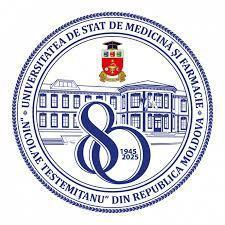 UNIVERSITATEA DE STAT DE MEDICINĂ ȘI FARMACIE
„NICOLAE TESTEMIȚANU” DIN REPUBLICA MOLDOVA
80
1945
2025